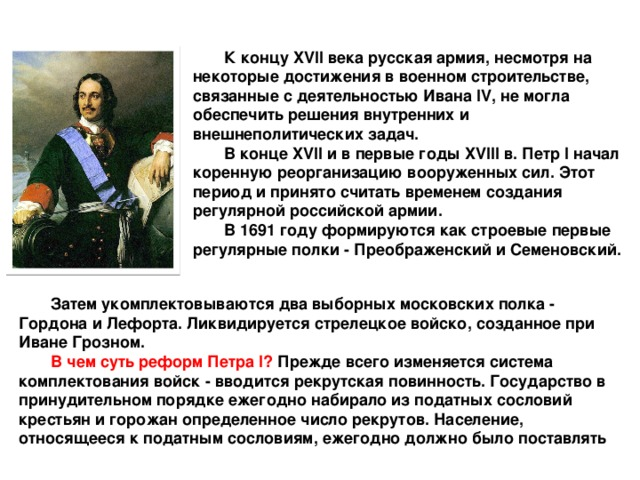 К концу XVII века русская армия, несмотря на
некоторые достижения в военном строительстве,
связанные с деятельностью Ивана IV, не могла
обеспечить решения внутренних и
внешнеполитических задач.
В конце XVII и в первые годы XVIII в. Петр I начал
коренную реорганизацию вооруженных сил. Этот
период и принято считать временем создания
регулярной российской армии.
В 1691 году формируются как строевые первые
регулярные полки - Преображенский и Семеновский.
Затем укомплектовываются два выборных московских полка -
Гордона и Лефорта. Ликвидируется стрелецкое войско, созданное при
Иване Грозном.
В чем суть реформ Петра I? Прежде всего изменяется система
комплектования войск - вводится рекрутская повинность. Государство в
принудительном порядке ежегодно набирало из податных сословий
крестьян и горожан определенное число рекрутов. Население,
относящееся к податным сословиям, ежегодно должно было поставлять